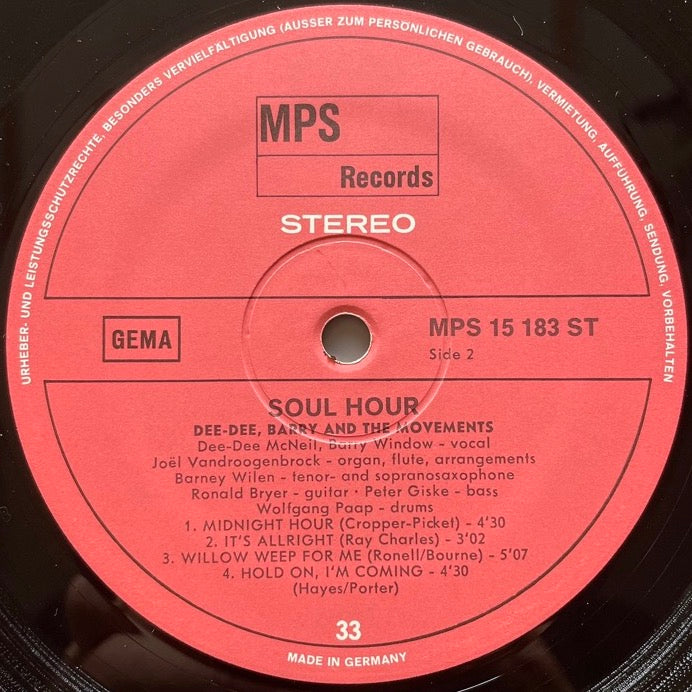 URHEBER- UND LEISTUNGSSCHUTZRECHTE, BESONDERS VERVIELFÄLTIGUNG (AUSSER ZUM PERSÖNLICHEN GEBRAUCH), VERMIETUNG, AUFFÜHRUNG, SENDUNG, VORBEHALTEN
MPS
Records
STEREO
GEMA
MPS 15 183 ST
Side 2
SOUL HOUR
DEE-DEE, BARRY AND THE MOVEMENTS
Dee-Dee McNeil, Barry Window - vocal
Joël Vandroogenbrock - organ, flute, arrangements
Barney Wilen - tenor- and sopranosaxophone
Ronald Bryer - guitar · Peter Giske - bass
Wolfgang Paap - drums
1. MIDNIGHT HOUR (Cropper-Picket) - 4'30
2. IT'S ALLRIGHT (Ray Charles) - 3'02
3. WILLOW WEEP FOR ME (Ronell/Bourne) - 5'07
4. HOLD ON, I'M COMING - 4'30
(Hayes/Porter)
33
MADE IN GERMANY